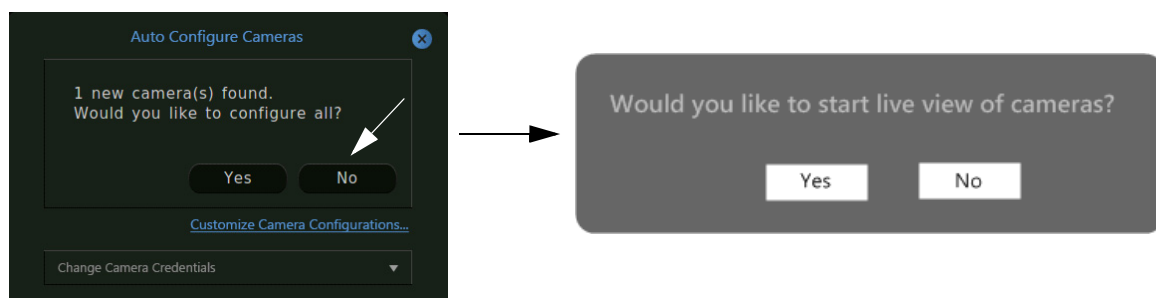 Auto Configure Cameras
1 new camera(s) found.
Would you like to configure all?
Yes No
Customize Camera Configurations...
Change Camera Credentials
Would you like to start live view of cameras?
Yes No